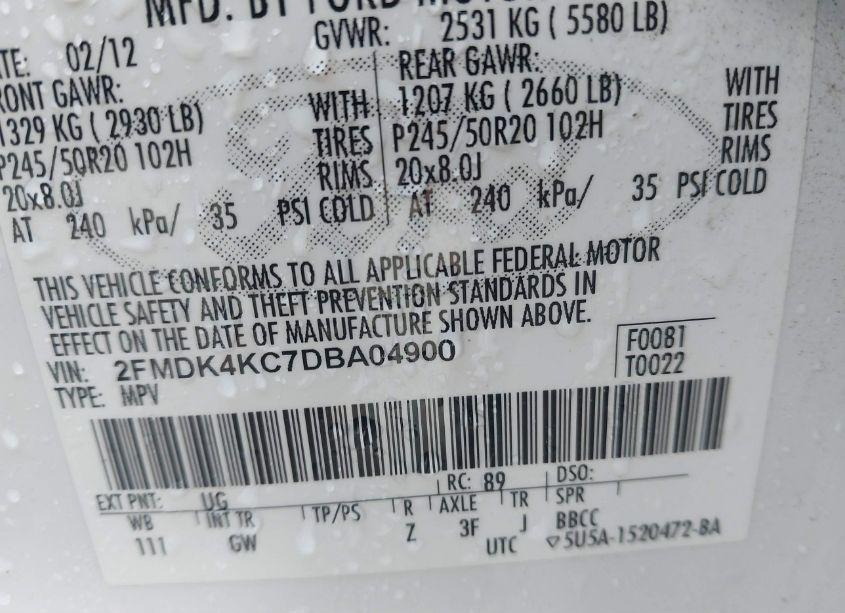 MFD. BY FORD MOTOR
GVWR: 2531 KG ( 5580 LB)
02/12
REAR GAWR:
1207 KG ( 2660 LB) WITH
P245/50R20 102H TIRES
20x8.0J RIMS
AT 240 kPa/ 35 PSI COLD
RONT GAWR:
1329 KG ( 2930 LB) WITH
P245/50R20 102H TIRES
20x8.0J RIMS
AT 240 kPa/ 35 PSI COLD
THIS VEHICLE CONFORMS TO ALL APPLICABLE FEDERAL MOTOR
VEHICLE SAFETY AND THEFT PREVENTION STANDARDS IN
EFFECT ON THE DATE OF MANUFACTURE SHOWN ABOVE.
VIN: 2FMDK4KC7DBA04900
TYPE: MPV
F0081
T0022
EXT PNT: UG RC: 89 DSO:
WB INT TR TP/PS R AXLE TR SPR
111 GW Z 3F J BBCC
UTC ▽5U5A-1520472-BA